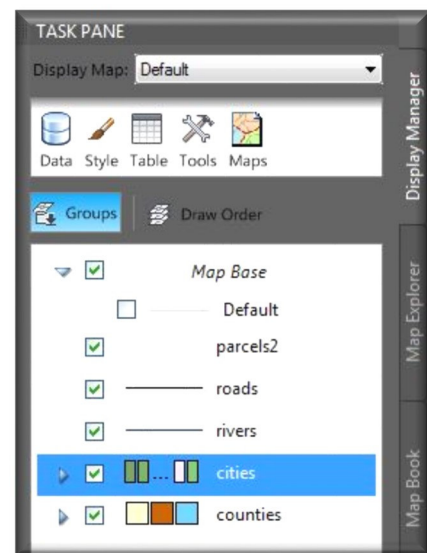 TASK PANE
Display Map: Default
Data Style Table Tools Maps
Groups Draw Order
Map Base
Default
parcels2
roads
rivers
... cities
counties
Display Manager
Map Explorer
Map Book